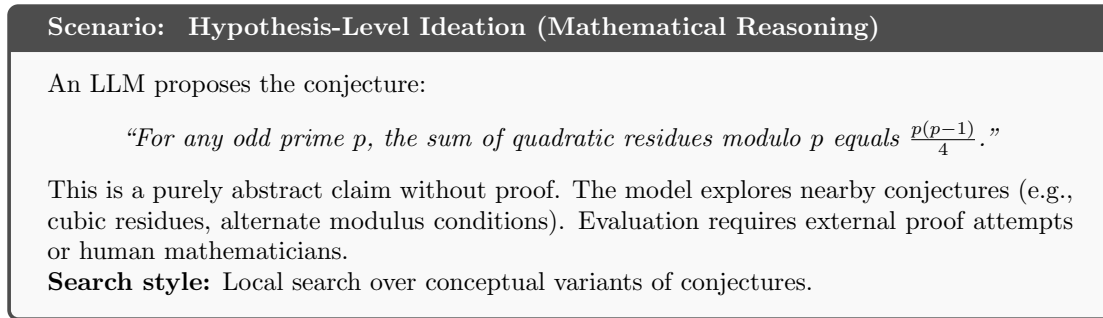 Scenario: Hypothesis-Level Ideation (Mathematical Reasoning)
An LLM proposes the conjecture:
“For any odd prime p, the sum of quadratic residues modulo p equals \frac{p(p−1)}{4}.”
This is a purely abstract claim without proof. The model explores nearby conjectures (e.g.,
cubic residues, alternate modulus conditions). Evaluation requires external proof attempts
or human mathematicians.
Search style: Local search over conceptual variants of conjectures.